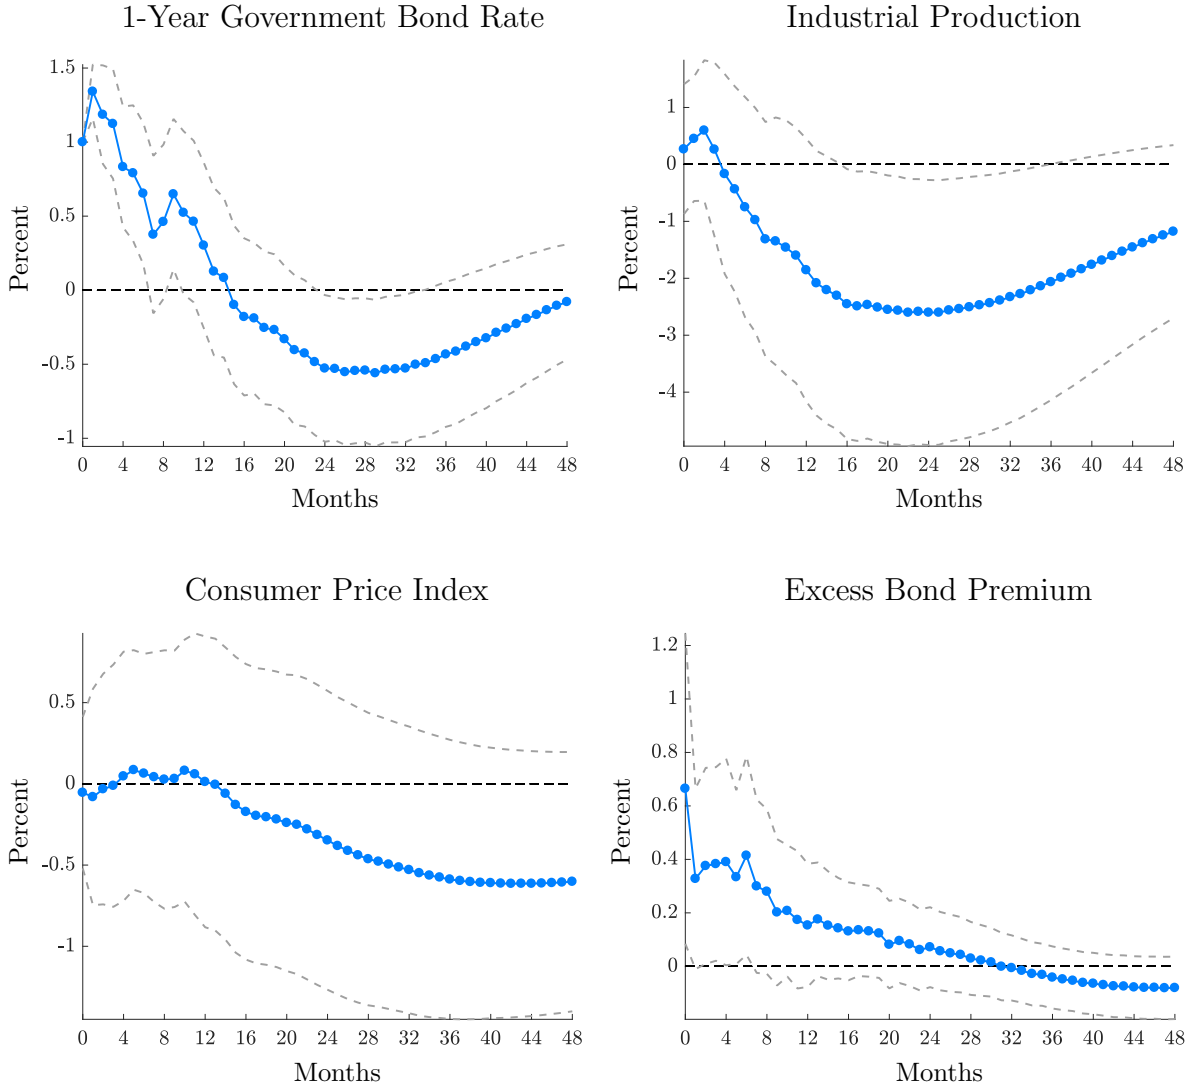 1-Year Government Bond Rate
Percent
1.5
1
0.5
0
-0.5
-1
0 4 8 12 16 20 24 28 32 36 40 44 48
Months
Industrial Production
Percent
1
0
-1
-2
-3
-4
0 4 8 12 16 20 24 28 32 36 40 44 48
Months
Consumer Price Index
Percent
0.5
0
-0.5
-1
0 4 8 12 16 20 24 28 32 36 40 44 48
Months
Excess Bond Premium
Percent
1.2
1
0.8
0.6
0.4
0.2
0
0 4 8 12 16 20 24 28 32 36 40 44 48
Months